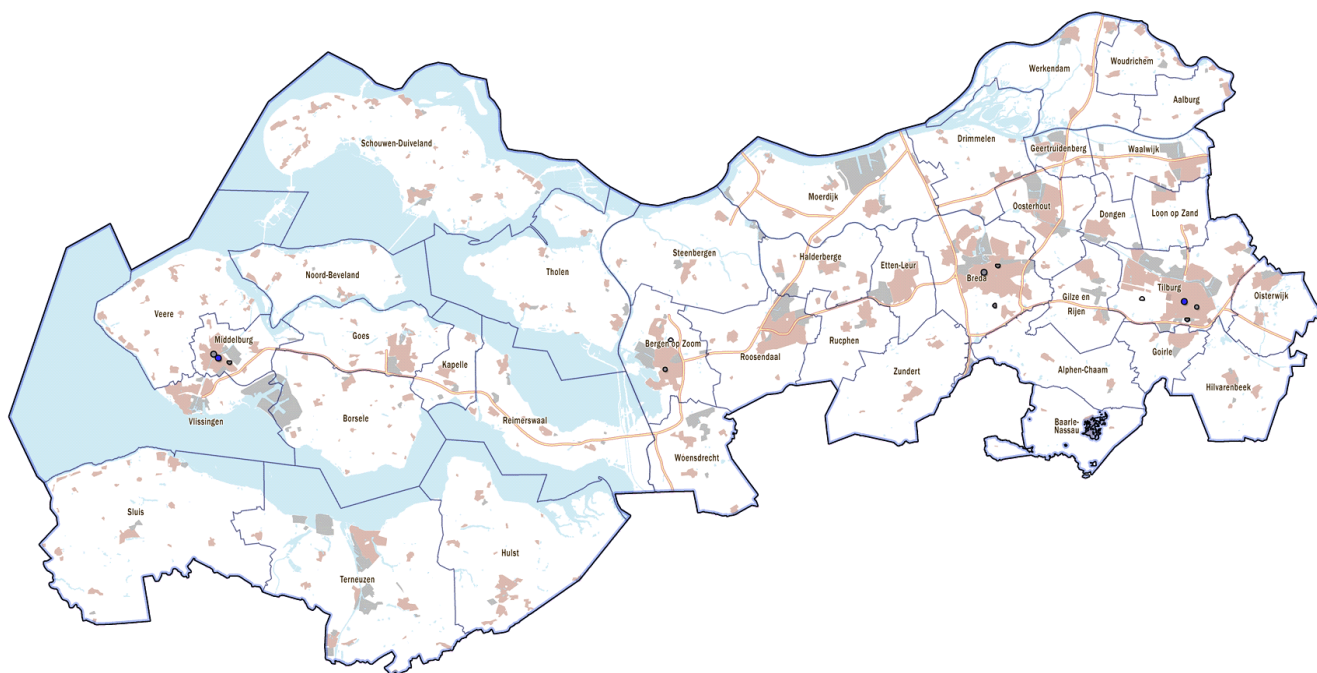 Werkendam
Woudrichem
Aalburg
Schouwen-Duiveland
Drimmelen
Geertruidenberg
Waalwijk
Moerdijk
Oosterhout
Dongen
Loon op Zand
Steenbergen
Halderberge
Etten-Leur
Tholen
Noord-Beveland
Breda
Tilburg
Oisterwijk
Gilze en
Rijen
Veere
Middelburg
Goes
Kapelle
Bergen op Zoom
Roosendaal
Rucphen
Goirle
Zundert
Alphen-Chaam
Hilvarenbeek
Vlissingen
Borsele
Reimerswaal
Baarle-
Nassau
Woensdrecht
Sluis
Hulst
Terneuzen